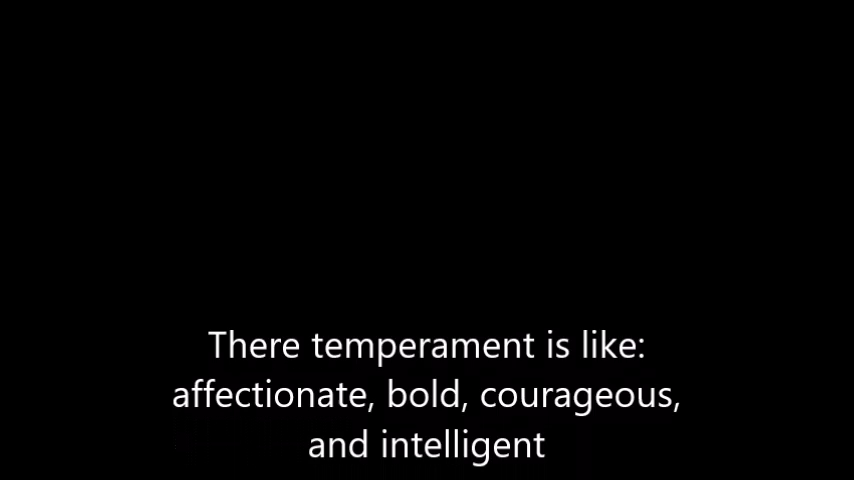 There temperament is like:
affectionate, bold, courageous,
and intelligent